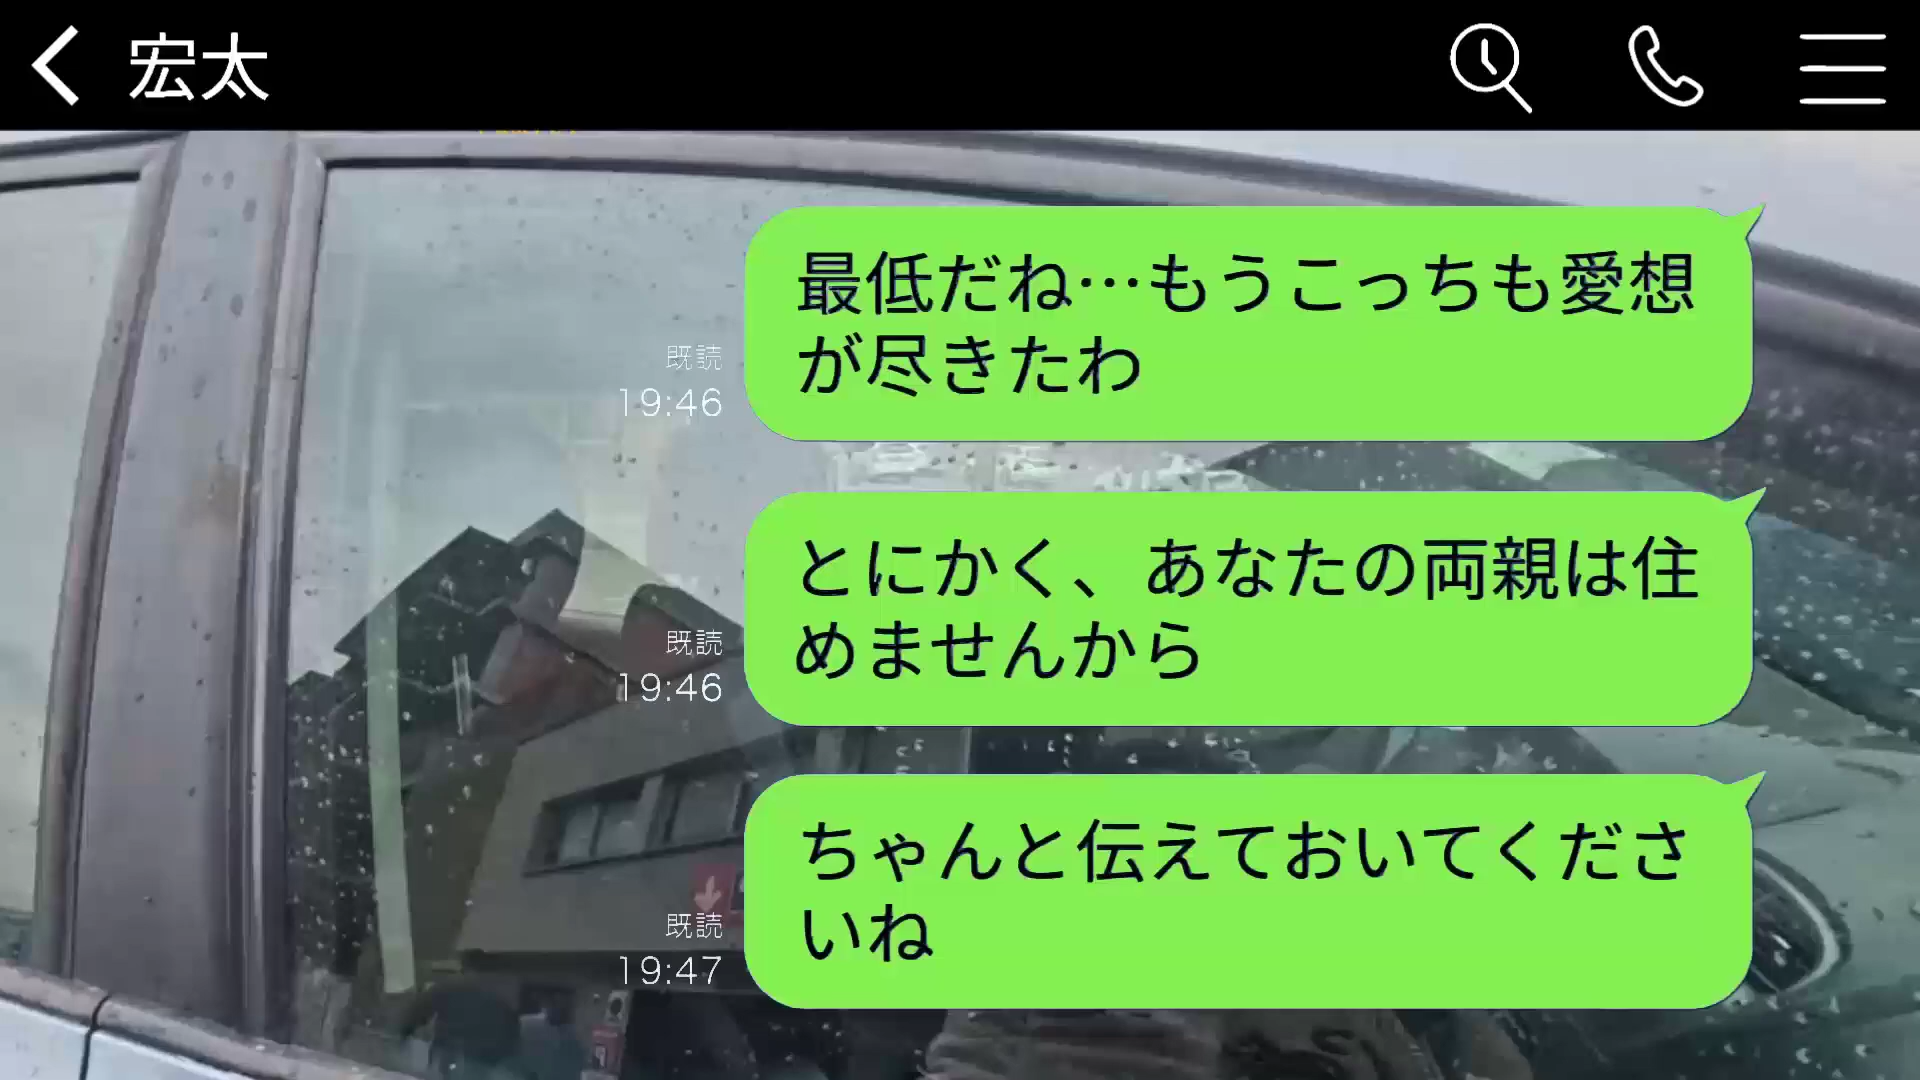 宏太
最低だね…もうこっちも愛想
が尽きたわ
既読
19:46
とにかく、あなたの両親は住
めませんから
既読
19:46
ちゃんと伝えておいてくださ
いね
既読
19:47